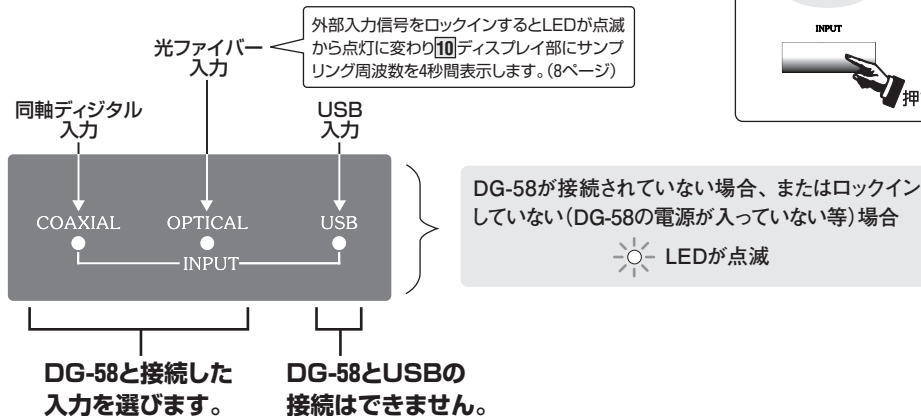 外部入力信号をロックインするとLEDが点滅
から点灯に変わり10ディスプレイ部にサンプ
リング周波数を4秒間表示します。(8ページ)
光ファイバー
入力
同軸ディジタル
入力
USB
入力
COAXIAL OPTICAL USB
INPUT
DG-58と接続した
入力を選びます。
DG-58とUSBの
接続はできません。
INPUT
押
DG-58が接続されていない場合、またはロックイン
していない(DG-58の電源が入っていない等)場合
LEDが点滅